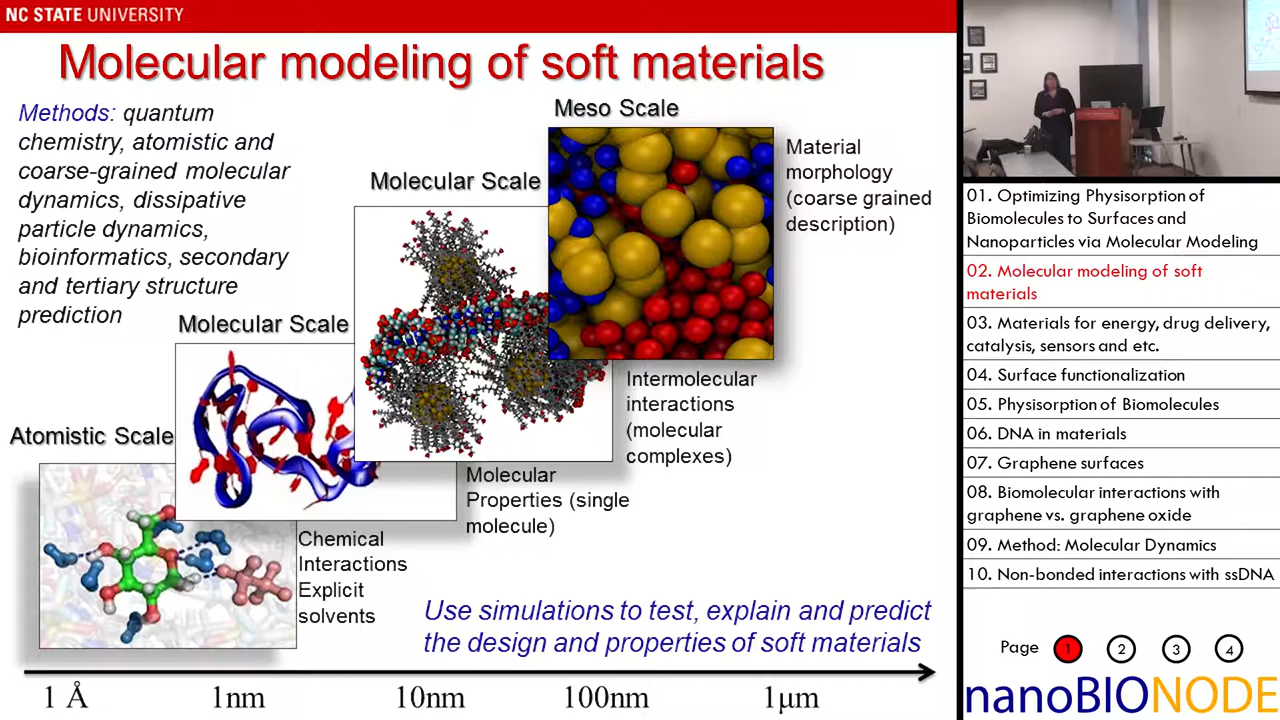 NC STATE UNIVERSITY
Molecular modeling of soft materials
Methods: quantum
chemistry, atomistic and
coarse-grained molecular
dynamics, dissipative
particle dynamics,
bioinformatics, secondary
and tertiary structure
prediction
Meso Scale
Material
morphology
(coarse grained
description)
Molecular Scale
Intermolecular
interactions
(molecular
complexes)
Molecular Scale
Molecular
Properties (single
molecule)
Atomistic Scale
Chemical
Interactions
Explicit
solvents
Use simulations to test, explain and predict
the design and properties of soft materials
1 Å 1nm 10nm 100nm 1μm
01. Optimizing Physisorption of
Biomolecules to Surfaces and
Nanoparticles via Molecular Modeling
02. Molecular modeling of soft
materials
03. Materials for energy, drug delivery,
catalysis, sensors and etc.
04. Surface functionalization
05. Physisorption of Biomolecules
06. DNA in materials
07. Graphene surfaces
08. Biomolecular interactions with
graphene vs. graphene oxide
09. Method: Molecular Dynamics
10. Non-bonded interactions with ssDNA
Page 1 2 3 4
nanoBIONODE